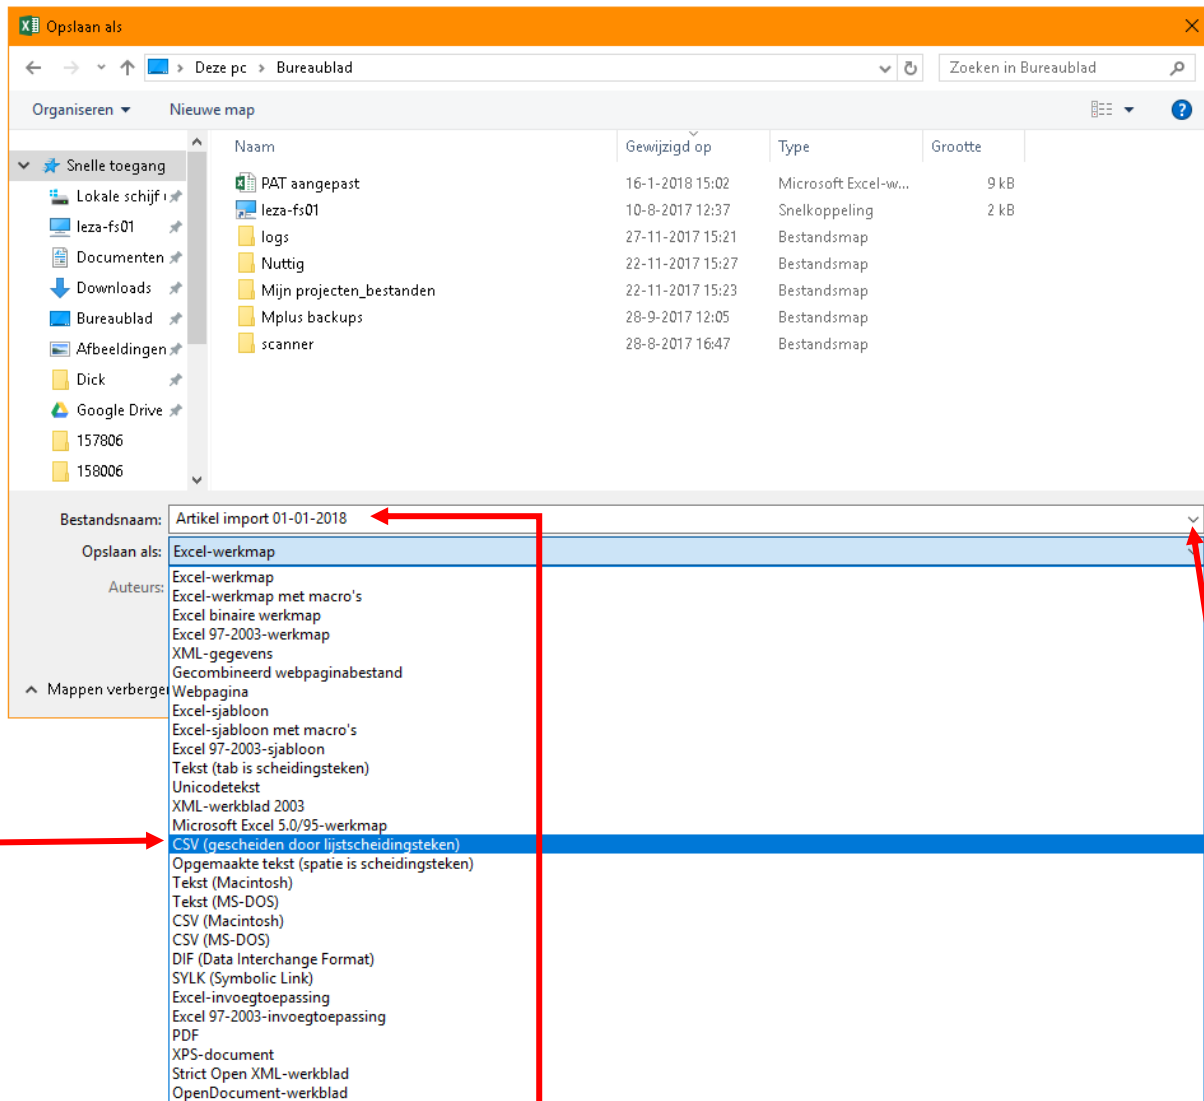 Opslaan als
Deze pc > Bureaublad
Zoeken in Bureaublad
Organiseren
Nieuwe map
Naam
Gewijzigd op
Type
Grootte
Snelle toegang
Lokale schijf
leza-fs01
Documenten
Downloads
Bureaublad
Afbeeldingen
Dick
Google Drive
157806
158006
PAT aangepast 16-1-2018 15:02 Microsoft Excel-w... 9 kB
leza-fs01 10-8-2017 12:37 Snelkoppeling 2 kB
logs 27-11-2017 15:21 Bestandsmap
Nuttig 22-11-2017 15:27 Bestandsmap
Mijn projecten_bestanden 22-11-2017 15:23 Bestandsmap
Mplus backups 28-9-2017 12:05 Bestandsmap
scanner 28-8-2017 16:47 Bestandsmap
Bestandsnaam: Artikel import 01-01-2018
Opslaan als: Excel-werkmap
Auteurs:
Mappen verberge
Excel-werkmap
Excel-werkmap met macro's
Excel binaire werkmap
Excel 97-2003-werkmap
XML-gegevens
Gecombineerd webpaginabestand
Webpagina
Excel-sjabloon
Excel-sjabloon met macro's
Excel 97-2003-sjabloon
Tekst (tab is scheidingsteken)
Unicodetekst
XML-werkblad 2003
Microsoft Excel 5.0/95-werkmap
CSV (gescheiden door lijstscheidingsteken)
Opgemaakte tekst (spatie is scheidingsteken)
Tekst (Macintosh)
Tekst (MS-DOS)
CSV (Macintosh)
CSV (MS-DOS)
DIF (Data Interchange Format)
SYLK (Symbolic Link)
Excel-invoegtoepassing
Excel 97-2003-invoegtoepassing
PDF
XPS-document
Strict Open XML-werkblad
OpenDocument-werkblad